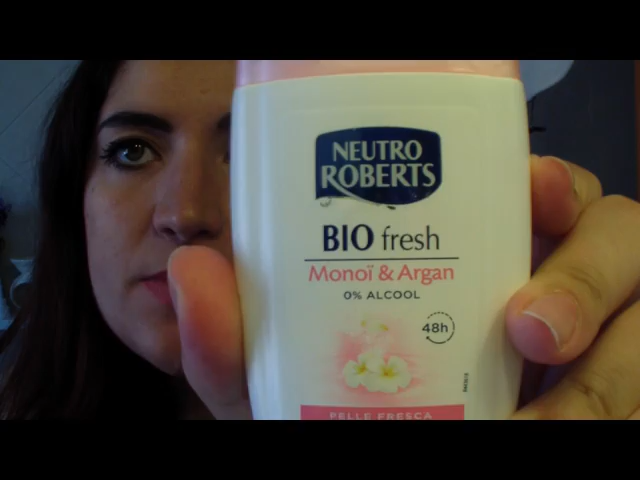 NEUTRO
ROBERTS
BIO fresh
Monoï & Argan
0% ALCOOL
48h
PELLE FRESCA